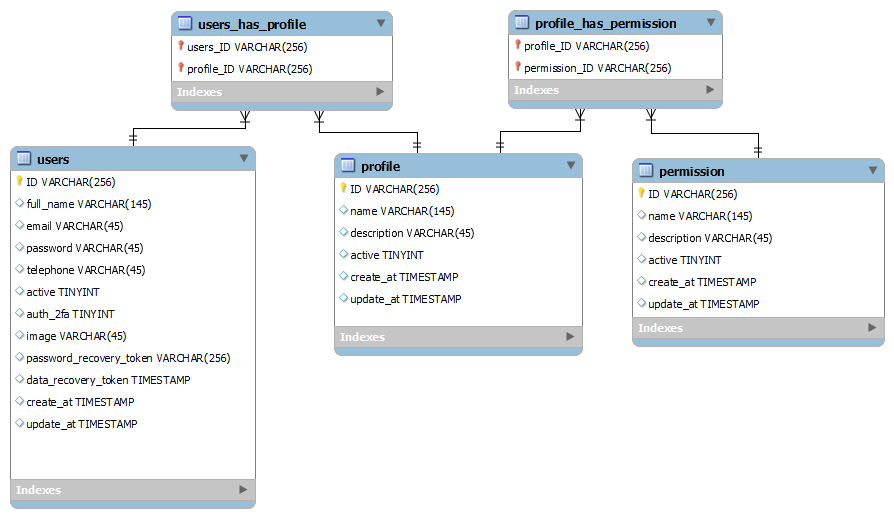 users_has_profile
users_ID VARCHAR(256)
profile_ID VARCHAR(256)
Indexes
profile_has_permission
profile_ID VARCHAR(256)
permission_ID VARCHAR(256)
Indexes
users
ID VARCHAR(256)
full_name VARCHAR(145)
email VARCHAR(45)
password VARCHAR(45)
telephone VARCHAR(45)
active TINYINT
auth_2fa TINYINT
image VARCHAR(45)
password_recovery_token VARCHAR(256)
data_recovery_token TIMESTAMP
create_at TIMESTAMP
update_at TIMESTAMP
Indexes
profile
ID VARCHAR(256)
name VARCHAR(145)
description VARCHAR(45)
active TINYINT
create_at TIMESTAMP
update_at TIMESTAMP
Indexes
permission
ID VARCHAR(256)
name VARCHAR(145)
description VARCHAR(45)
active TINYINT
create_at TIMESTAMP
update_at TIMESTAMP
Indexes